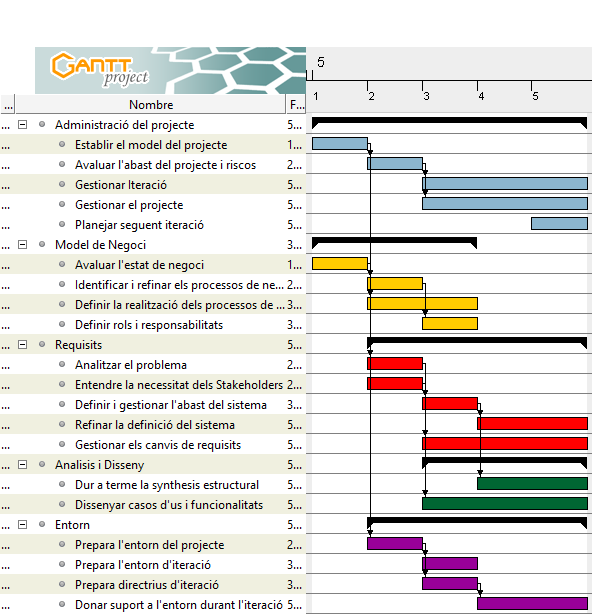 GANTT
project
5
1 2 3 4 5
... Nombre F...
... Administració del projecte 5...
... Establir el model del projecte 1...
... Avaluar l'abast del projecte i riscos 2...
... Gestionar Iteració 5...
... Gestionar el projecte 5...
... Planejar seguent iteració 5...
... Model de Negoci 3...
... Avaluar l'estat de negoci 1...
... Identificar i refinar els processos de ne... 2...
... Definir la realització dels processos de ... 3...
... Definir rols i responsabilitats 3...
... Requisits 5...
... Analitzar el problema 2...
... Entendre la necessitat dels Stakeholders 2...
... Definir i gestionar l'abast del sistema 3...
... Refinar la definició del sistema 5...
... Gestionar els canvis de requisits 5...
... Analisis i Disseny 5...
... Dur a terme la synthesis estructural 5...
... Dissenyar casos d'us i funcionalitats 5...
... Entorn 5...
... Prepara l'entorn del projecte 2...
... Prepara l'entorn d'iteració 3...
... Prepara directrius d'iteració 3...
... Donar suport a l'entorn durant l'iteració 5...